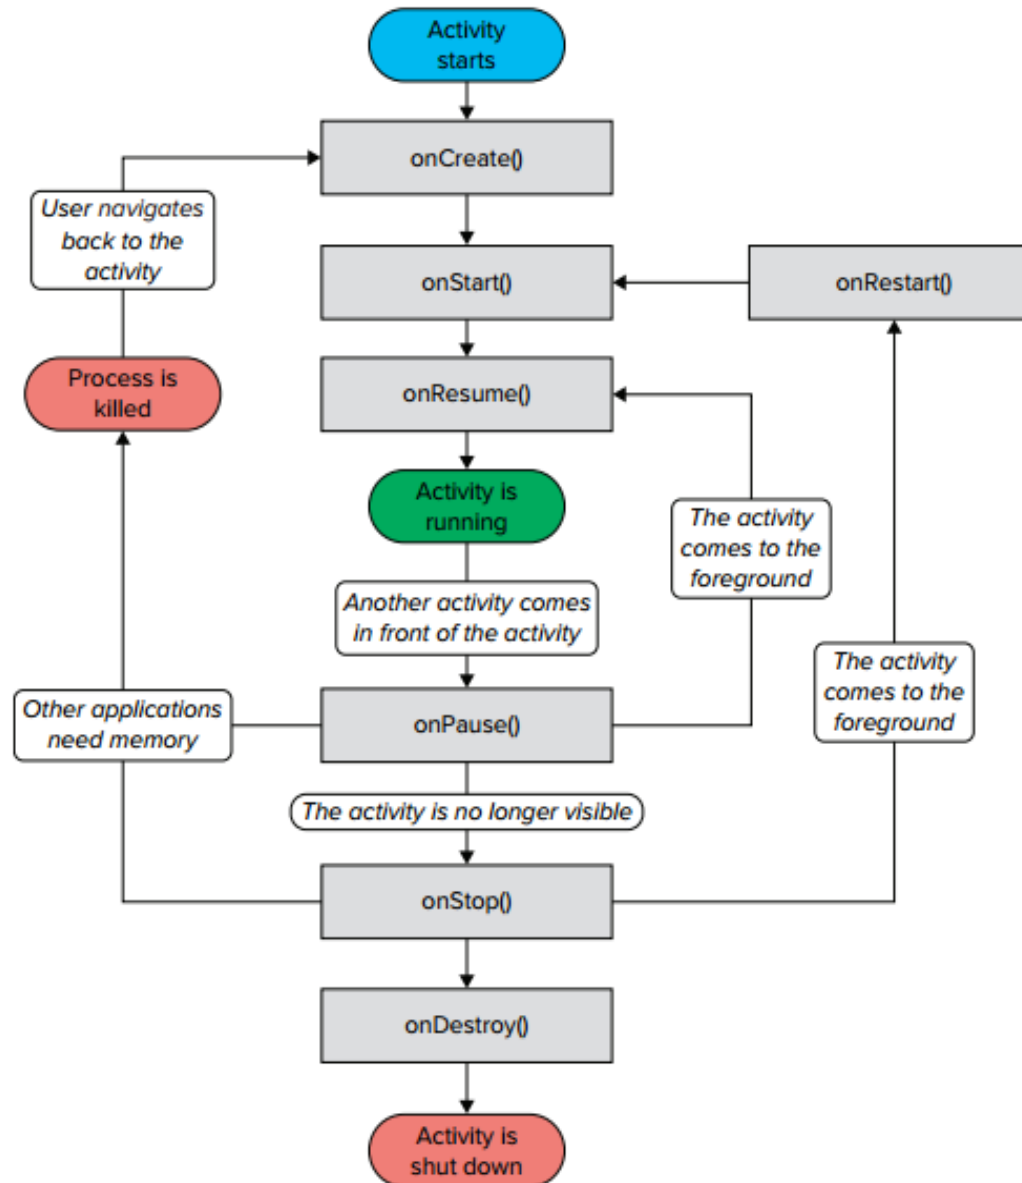 Activity
starts
onCreate()
User navigates
back to the
activity
onStart()
onRestart()
Process is
killed
onResume()
Activity is
running
The activity
comes to the
foreground
Another activity comes
in front of the activity
The activity
comes to the
foreground
Other applications
need memory
onPause()
The activity is no longer visible
onStop()
onDestroy()
Activity is
shut down